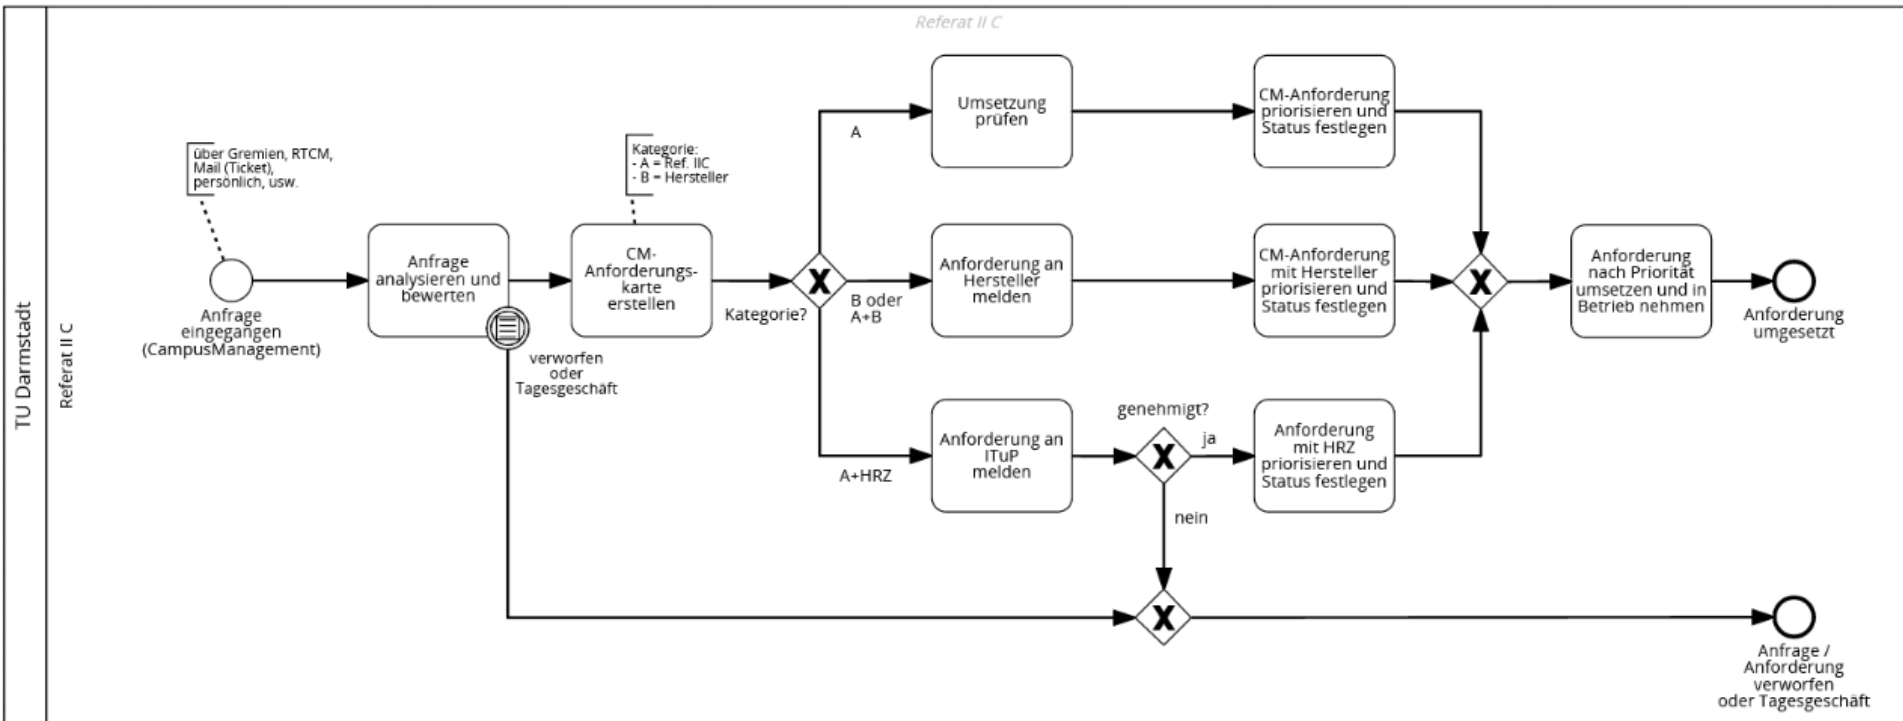 Referat II C
TU Darmstadt
Referat II C
über Gremien, RTCM,
Mail (Ticket),
persönlich, usw.
Anfrage
eingegangen
(CampusManagement)
Anfrage
analysieren und
bewerten
verworfen
oder
Tagesgeschäft
Kategorie:
- A = Ref. IIC
- B = Hersteller
CM-
Anforderungs-
karte
erstellen
Kategorie?
X
A
Umsetzung
prüfen
CM-Anforderung
priorisieren und
Status festlegen
B oder
A+B
Anforderung an
Hersteller
melden
CM-Anforderung
mit Hersteller
priorisieren und
Status festlegen
A+HRZ
Anforderung an
ITuP
melden
genehmigt?
X
ja
nein
Anforderung
mit HRZ
priorisieren und
Status festlegen
X
Anforderung
nach Priorität
umsetzen und in
Betrieb nehmen
Anforderung
umgesetzt
X
Anfrage /
Anforderung
verworfen
oder Tagesgeschäft